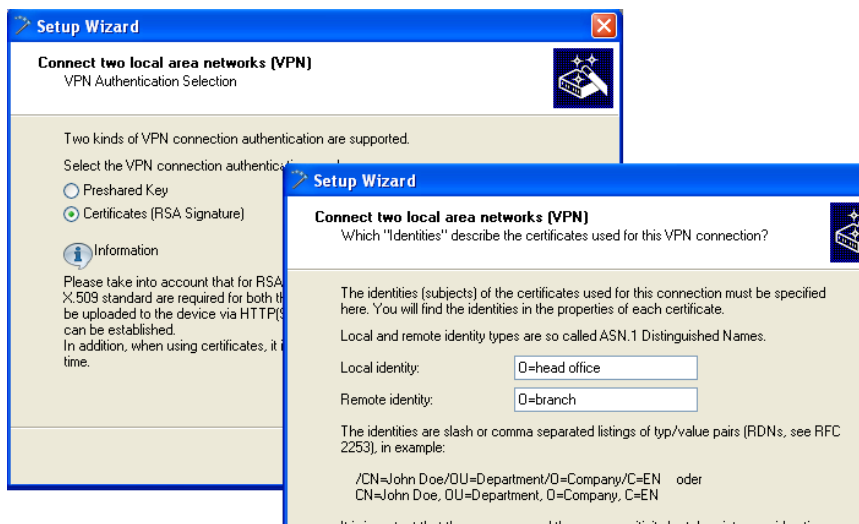 Setup Wizard
Connect two local area networks (VPN)
VPN Authentication Selection
Two kinds of VPN connection authentication are supported.
Select the VPN connection
Preshared Key
Certificates (RSA Signature)
Information
Please take into account that for RSA
X.509 standard are required for both
be uploaded to the device via
can be established.
In addition, when using certificates, it
time.
Setup Wizard
Connect two local area networks (VPN)
Which "Identities" describe the certificates used for this VPN connection?
The identities (subjects) of the certificates used for this connection must be specified
here. You will find the identities in the properties of each certificate.
Local and remote identity types are so called ASN.1 Distinguished Names.
Local identity: O=head office
Remote identity: O=branch
The identities are slash or comma separated listings of typ/value pairs (RDNs, see RFC
2253), in example:
/CN=John Doe/OU=Department/O=Company/C=EN oder
CN=John Doe, OU=Department, O=Company, C=EN